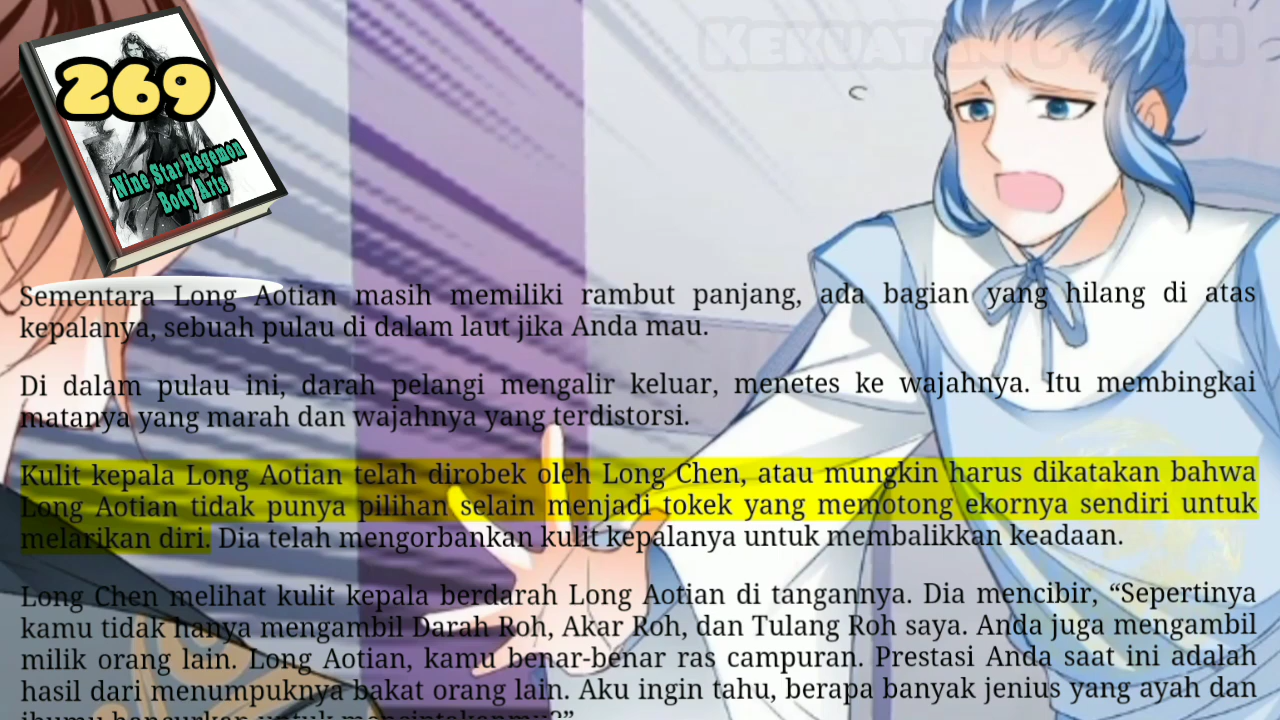 KEKUATAN
269
Nine Star Hegemon
Body Arts
Sementara Long Aotian masih memiliki rambut panjang, ada bagian yang hilang di atas
kepalanya, sebuah pulau di dalam laut jika Anda mau.
Di dalam pulau ini, darah pelangi mengalir keluar, menetes ke wajahnya. Itu membingkai
matanya yang marah dan wajahnya yang terdistorsi.
Kulit kepala Long Aotian telah dirobek oleh Long Chen, atau mungkin harus dikatakan bahwa
Long Aotian tidak punya pilihan selain menjadi tokek yang memotong ekornya sendiri untuk
melarikan diri. Dia telah mengorbankan kulit kepalanya untuk membalikkan keadaan.
Long Chen melihat kulit kepala berdarah Long Aotian di tangannya. Dia mencibir, “Sepertinya
kamu tidak hanya mengambil Darah Roh, Akar Roh, dan Tulang Roh saya. Anda juga mengambil
milik orang lain. Long Aotian, kamu benar-benar ras campuran. Prestasi Anda saat ini adalah
hasil dari menumpuknya bakat orang lain. Aku ingin tahu, berapa banyak jenius yang ayah dan